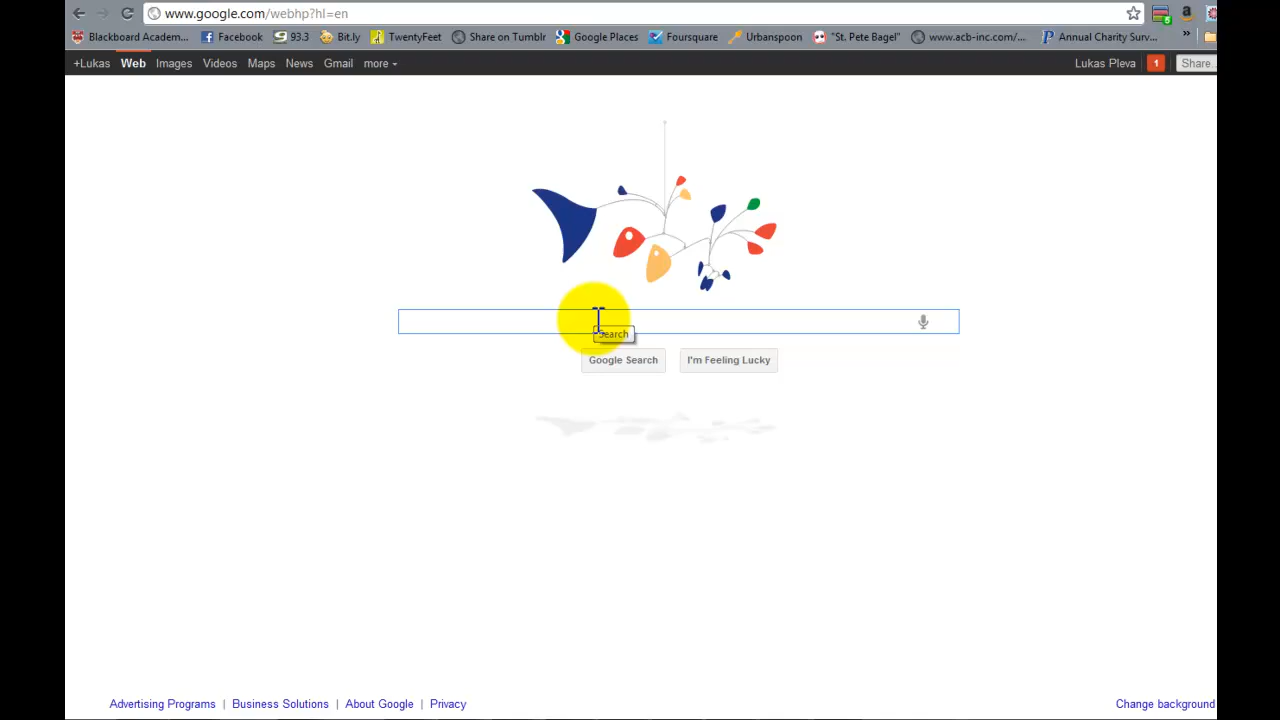 www.google.com/webhp?hl=en
5
Blackboard Academ... Facebook 93.3 Bit.ly TwentyFeet Share on Tumblr Google Places Foursquare Urbanspoon "St. Pete Bagel" www.acb-inc.com/... Annual Charity Surv... »
+Lukas Web Images Videos Maps News Gmail more Lukas Pleva 1 Share...
Search
Google Search I'm Feeling Lucky
Advertising Programs | Business Solutions | About Google | Privacy Change background